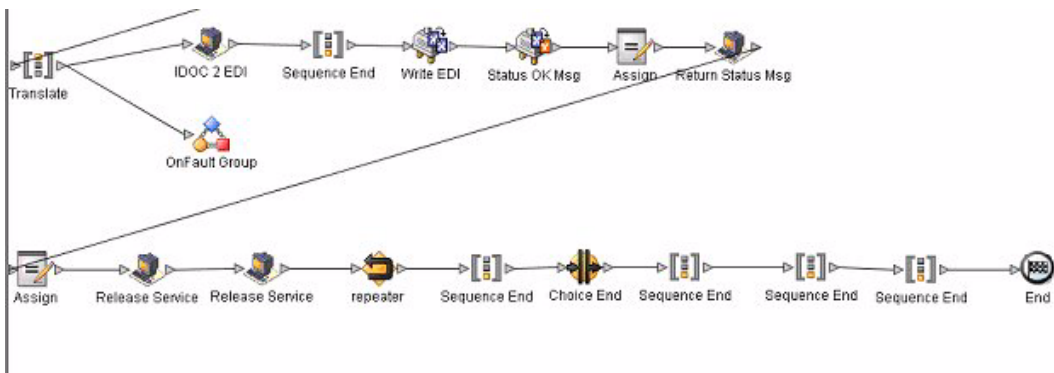 IDOC 2 EDI
Sequence End
Write EDI
Status OK Msg
Assign
Return Status Msg
Translate
OnFault Group
Assign
Release Service
Release Service
repeater
Sequence End
Choice End
Sequence End
Sequence End
Sequence End
End